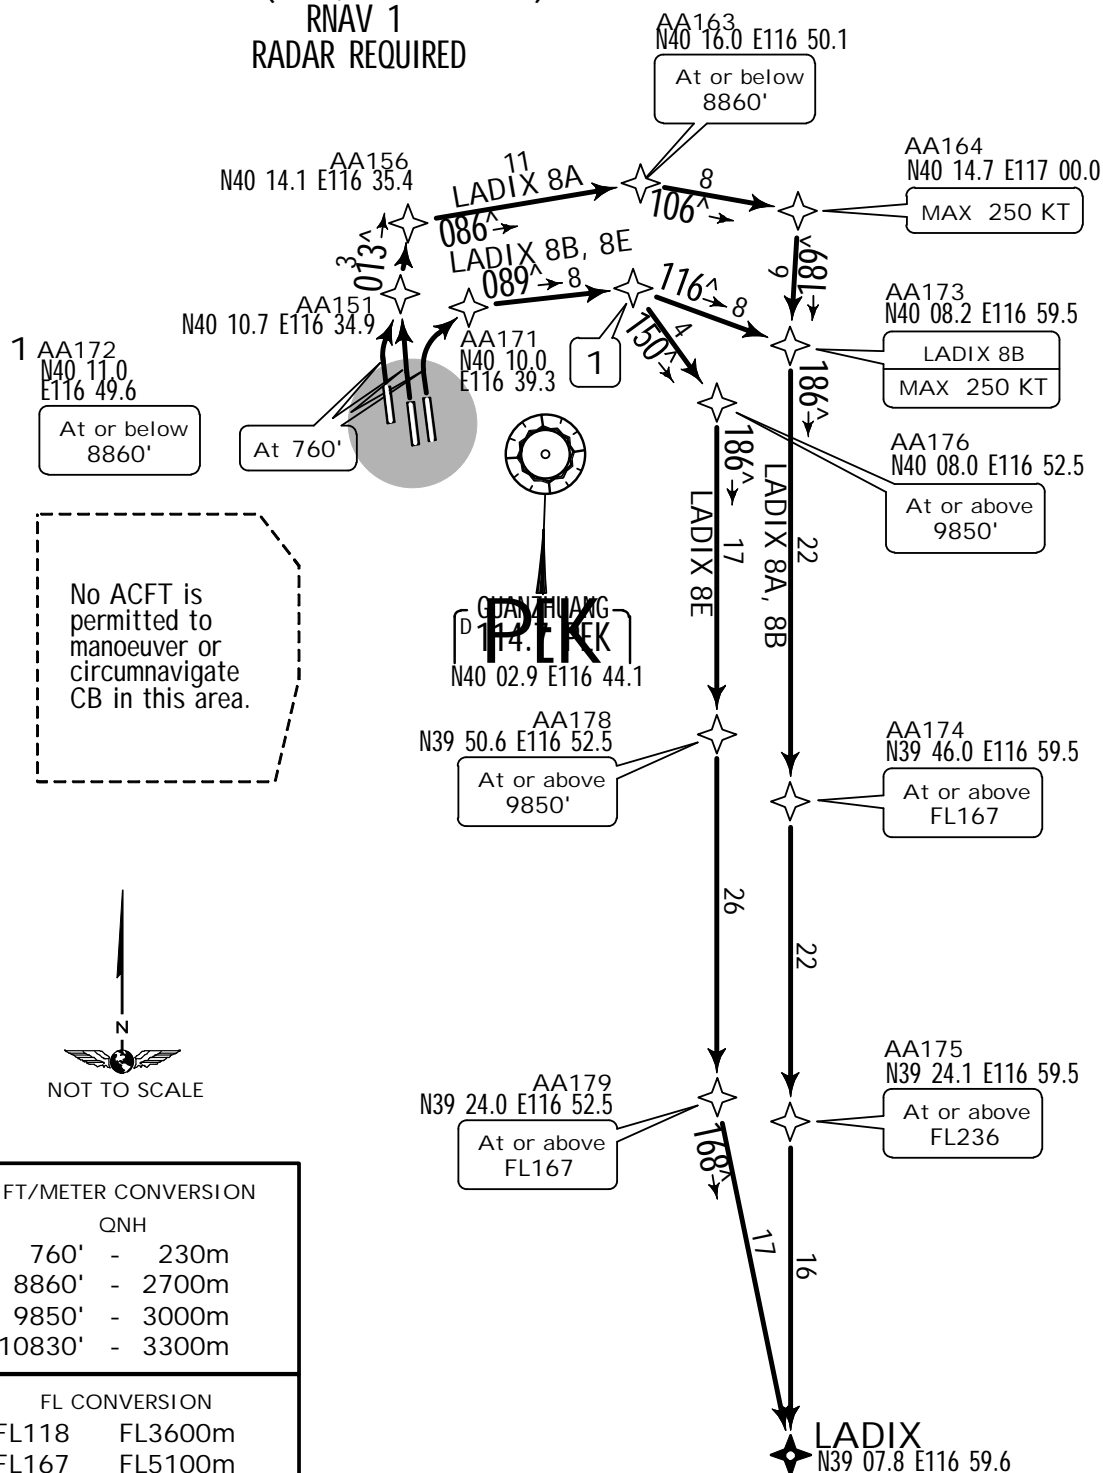 RNAV 1
RADAR REQUIRED
AA163
N40 16.0 E116 50.1
At or below
8860'
AA164
N40 14.7 E117 00.0
MAX 250 KT
AA156
N40 14.1 E116 35.4
11
LADIX 8A
086^
8
106^
3
013^
LADIX 8B, 8E
089^
8
116^
8
4
150^
189^
6
AA151
N40 10.7 E116 34.9
AA171
N40 10.0
E116 39.3
1
AA173
N40 08.2 E116 59.5
LADIX 8B
MAX 250 KT
1 AA172
N40 11.0
E116 49.6
At or below
8860'
At 760'
186^
186^
AA176
N40 08.0 E116 52.5
At or above
9850'
LADIX 8E
17
LADIX 8A, 8B
22
No ACFT is
permitted to
manoeuver or
circumnavigate
CB in this area.
GUANZHUANG
D 114.7 PEK
PEK
N40 02.9 E116 44.1
AA178
N39 50.6 E116 52.5
At or above
9850'
AA174
N39 46.0 E116 59.5
At or above
FL167
26
22
N
NOT TO SCALE
AA179
N39 24.0 E116 52.5
At or above
FL167
168^
AA175
N39 24.1 E116 59.5
At or above
FL236
17
16
FT/METER CONVERSION
QNH
760' - 230m
8860' - 2700m
9850' - 3000m
10830' - 3300m
FL CONVERSION
FL118 FL3600m
FL167 FL5100m
LADIX
N39 07.8 E116 59.6